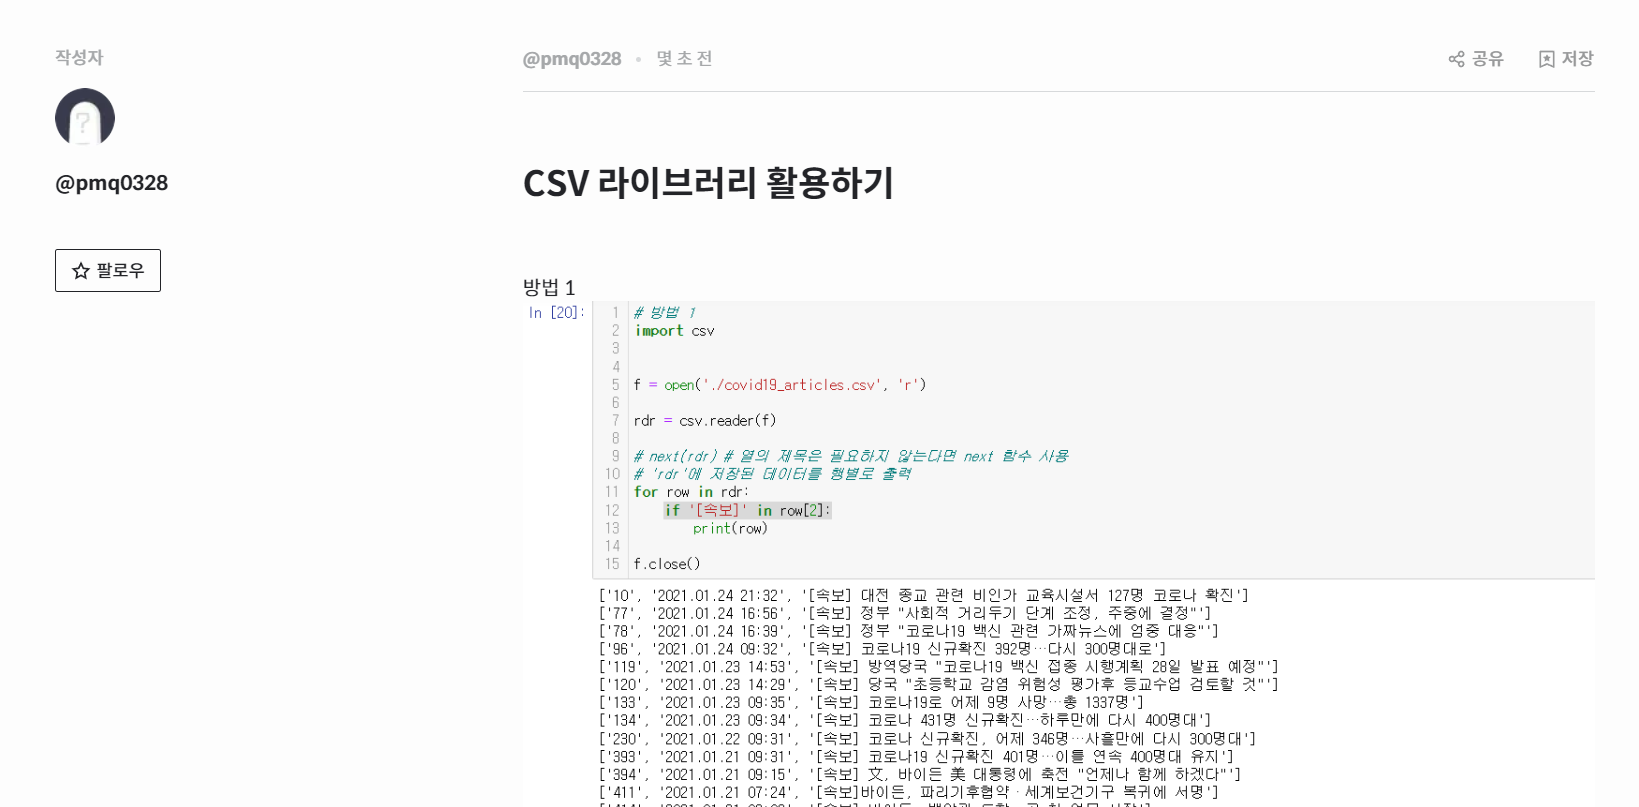 작성자
@pmq0328
팔로우
@pmq0328 • 몇 초 전
공유
저장
CSV 라이브러리 활용하기
방법 1
In [20]:
1 # 방법 1
2 import csv
3
4
5 f = open('./covid19_articles.csv', 'r')
6
7 rdr = csv.reader(f)
8
9 # next(rdr) # 열의 제목은 필요하지 않는다면 next 함수 사용
10 # 'rdr'에 저장된 데이터를 행별로 출력
11 for row in rdr:
12 if '[속보]' in row[2]:
13 print(row)
14
15 f.close()
['10', '2021.01.24 21:32', '[속보] 대전 종교 관련 비인가 교육시설서 127명 코로나 확진']
['77', '2021.01.24 16:56', '[속보] 정부 "사회적 거리두기 단계 조정, 주중에 결정"']
['78', '2021.01.24 16:39', '[속보] 정부 "코로나19 백신 관련 가짜뉴스에 엄중 대응"']
['96', '2021.01.24 09:32', '[속보] 코로나19 신규확진 392명…다시 300명대로']
['119', '2021.01.23 14:53', '[속보] 방역당국 "코로나19 백신 접종 시행계획 28일 발표 예정"']
['120', '2021.01.23 14:29', '[속보] 당국 "초등학교 감염 위험성 평가후 등교수업 검토할 것"']
['133', '2021.01.23 09:35', '[속보] 코로나19로 어제 9명 사망…총 1337명']
['134', '2021.01.23 09:34', '[속보] 코로나 431명 신규확진…하루만에 다시 400명대']
['230', '2021.01.22 09:31', '[속보] 코로나 신규확진, 어제 346명…사흘만에 다시 300명대']
['393', '2021.01.21 09:31', '[속보] 코로나19 신규확진 401명…이틀 연속 400명대 유지']
['394', '2021.01.21 09:15', '[속보] 文, 바이든 美 대통령에 축전 "언제나 함께 하겠다"']
['411', '2021.01.21 07:24', '[속보]바이든, 파리기후협약·세계보건기구 복귀에 서명']